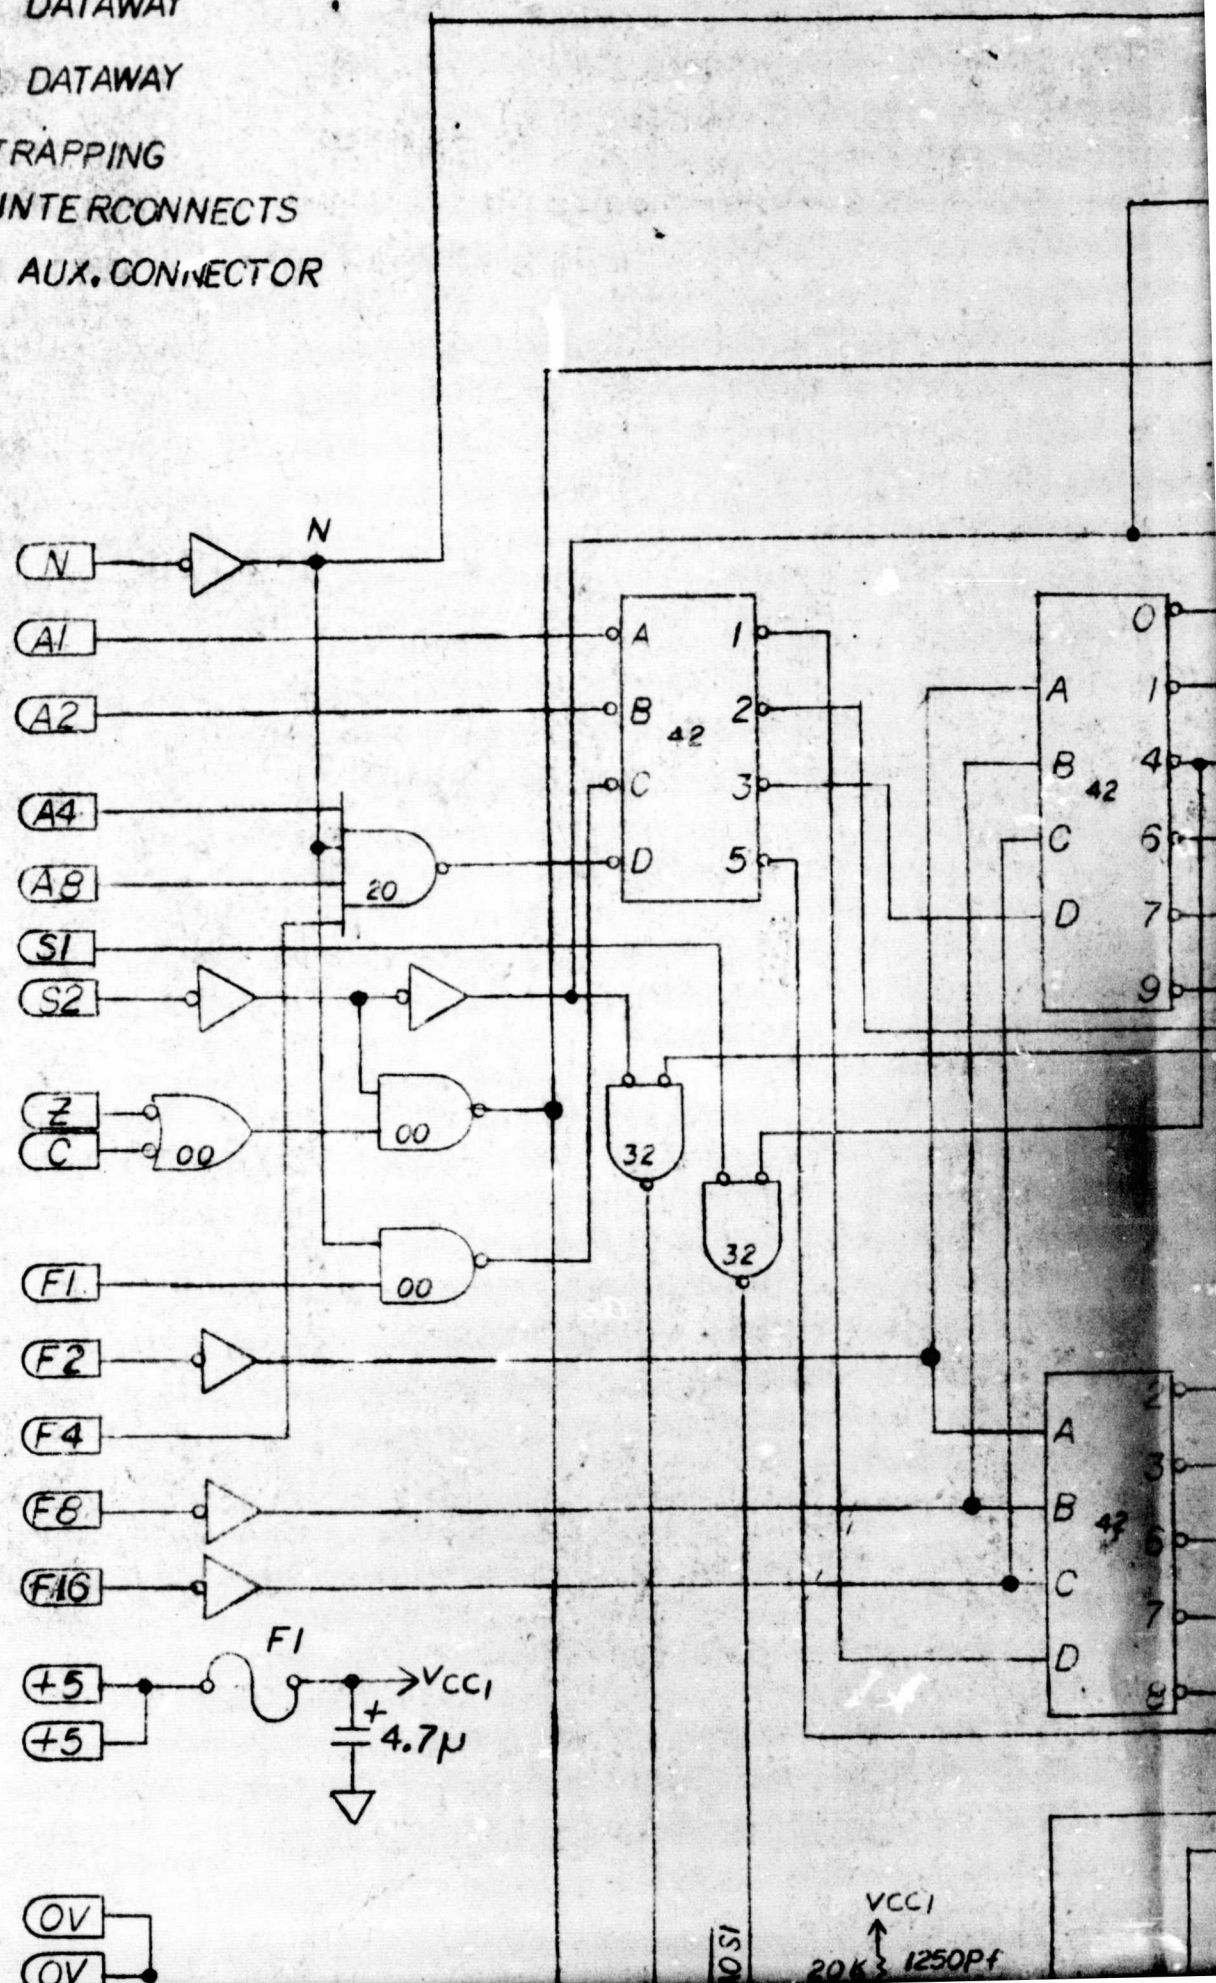 DATAWAY
DATAWAY
TRAPPING
INTERCONNECTS
AUX. CONNECTOR
N
N
A1
A2
A4
A8
20
S1
S2
Z
C
00
00
F1
00
F2
F4
F8
F16
+5
+5
F1
VCC1
+
4.7µ
0V
0V
A
B
C
D
42
1
2
3
5
32
32
A
B
C
D
42
0
1
4
6
7
9
A
B
C
D
42
2
3
6
7
8
VCC1
20K
1250Pf